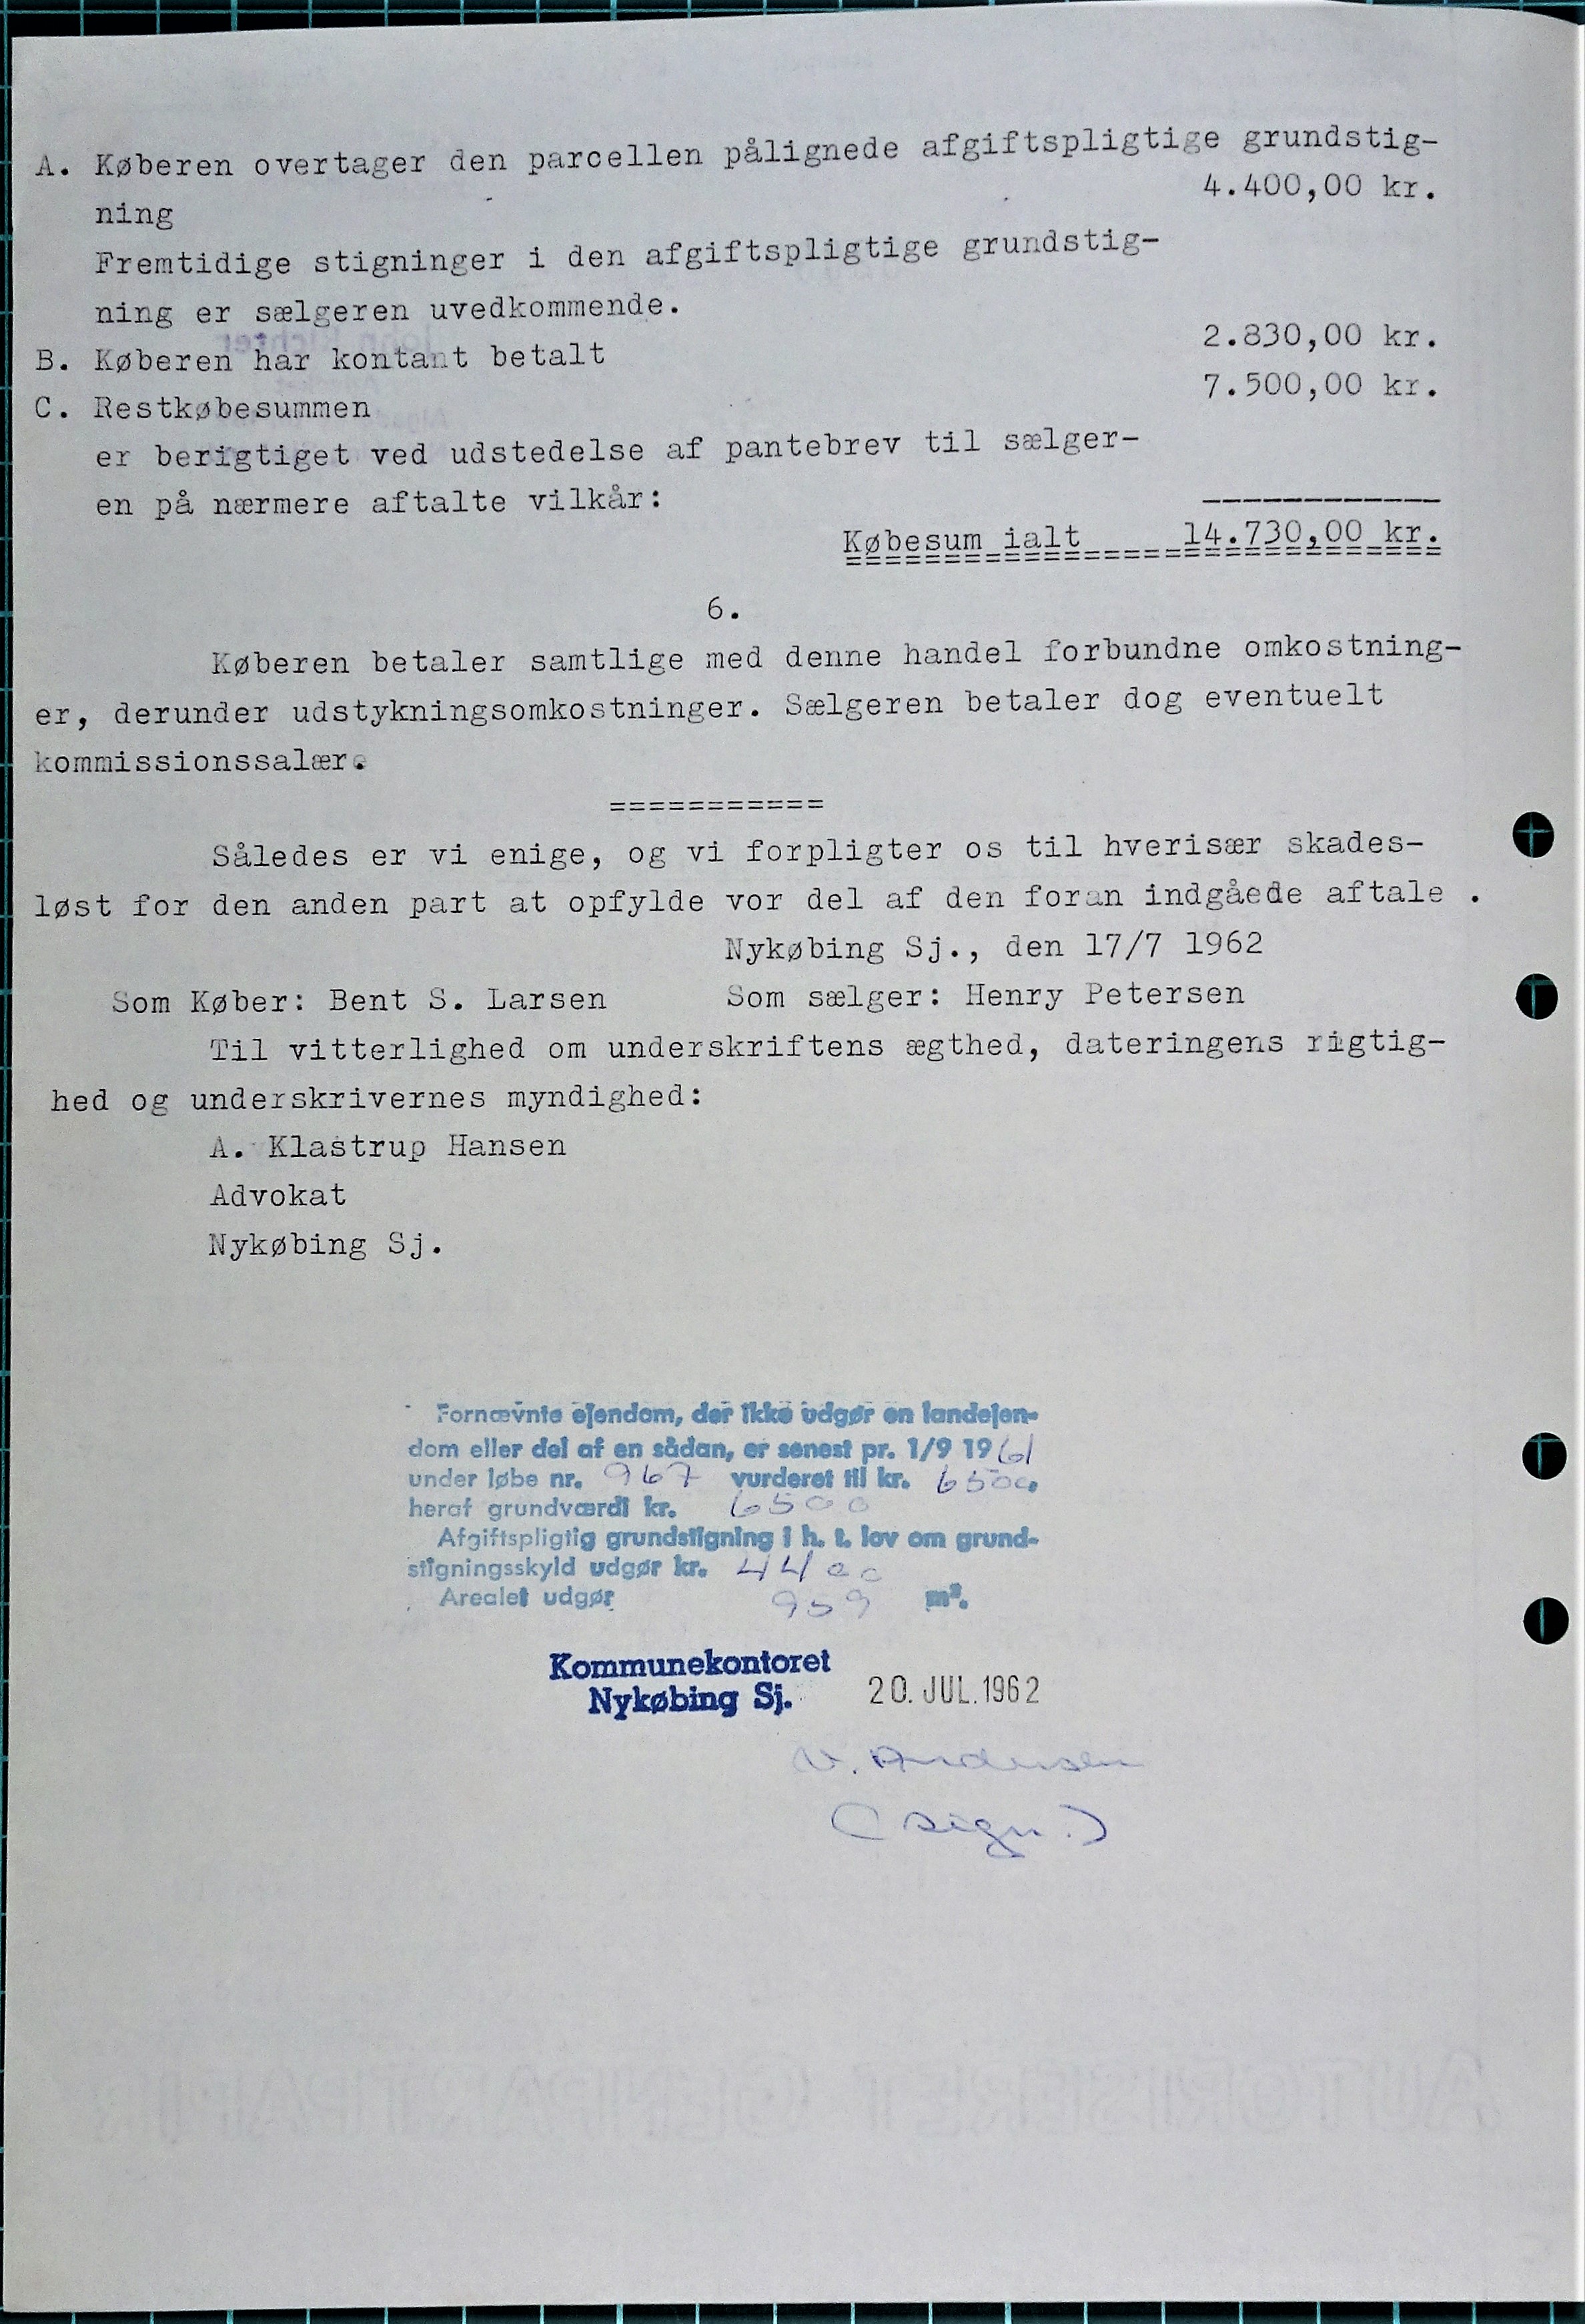 A. Køberen overtager den parcellen pålignede afgiftspligtige grundstig-
ning 4.400,00 kr.
Fremtidige stigninger i den afgiftspligtige grundstig-
ning er sælgeren uvedkommende.
B. Køberen har kontant betalt 2.830,00 kr.
C. Restkøbesummen 7.500,00 kr.
er berigtiget ved udstedelse af pantebrev til sælger-
en på nærmere aftalte vilkår:
Købesum ialt 14.730,00 kr.
6.
Køberen betaler samtlige med denne handel forbundne omkostning-
er, derunder udstykningsomkostninger. Sælgeren betaler dog eventuelt
kommissionssalær.
===========
Således er vi enige, og vi forpligter os til hverisær skades-
løst for den anden part at opfylde vor del af den foran indgåede aftale .
Nykøbing Sj., den 17/7 1962
Som Køber: Bent S. Larsen Som sælger: Henry Petersen
Til vitterlighed om underskriftens ægthed, dateringens rigtig-
hed og underskrivernes myndighed:
A. Klastrup Hansen
Advokat
Nykøbing Sj.
Fornævnte ejendom, der ikke udgør en landejen-
dom eller del af en sådan, er senest pr. 1/9 1961
under løbe nr. 967 vurderet til kr. 6500,
heraf grundværdi kr. 6500
Afgiftspligtig grundstigning i h. t. lov om grund-
stigningsskyld udgør kr. 4400
Arealet udgør 959 m².
Kommunekontoret
Nykøbing Sj. 20. JUL. 1962
V. Andersen
(sign.)
AUTORISERET GENPARTPAPIR